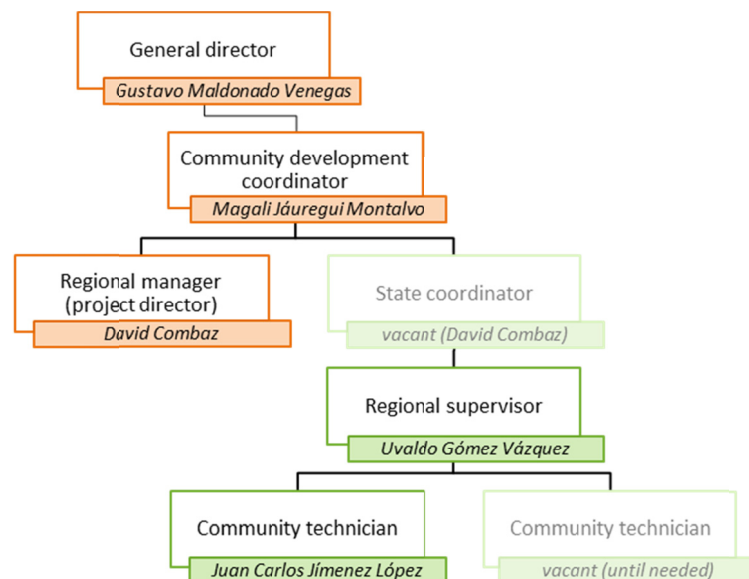 General director
Gustavo Maldonado Venegas
Community development
coordinator
Magali Jáuregui Montalvo
Regional manager
(project director)
David Combaz
State coordinator
vacant (David Combaz)
Regional supervisor
Uvaldo Gómez Vázquez
Community technician
Juan Carlos Jímenez López
Community technician
vacant (until needed)